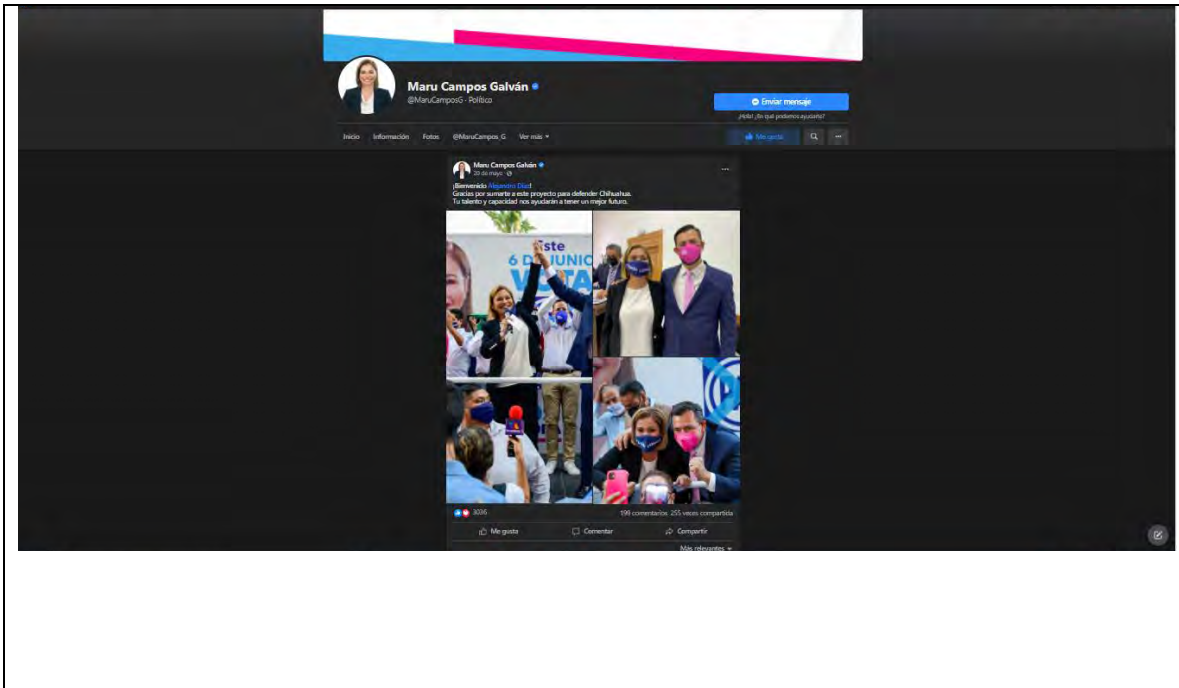 Maru Campos Galván
@MaruCamposG · Político
Enviar mensaje
¡Hola! ¿En qué podemos ayudarte?
Inicio Información Fotos @MaruCampos_G Ver más
Me gusta
Maru Campos Galván
20 de mayo
¡Bienvenido Alejandro Díaz!
Gracias por sumarte a este proyecto para defender Chihuahua.
Tu talento y capacidad nos ayudarán a tener un mejor futuro.
Este
6 DE JUNIO
VOTA
3036
199 comentarios 255 veces compartida
Me gusta Comentar Compartir
Más relevantes